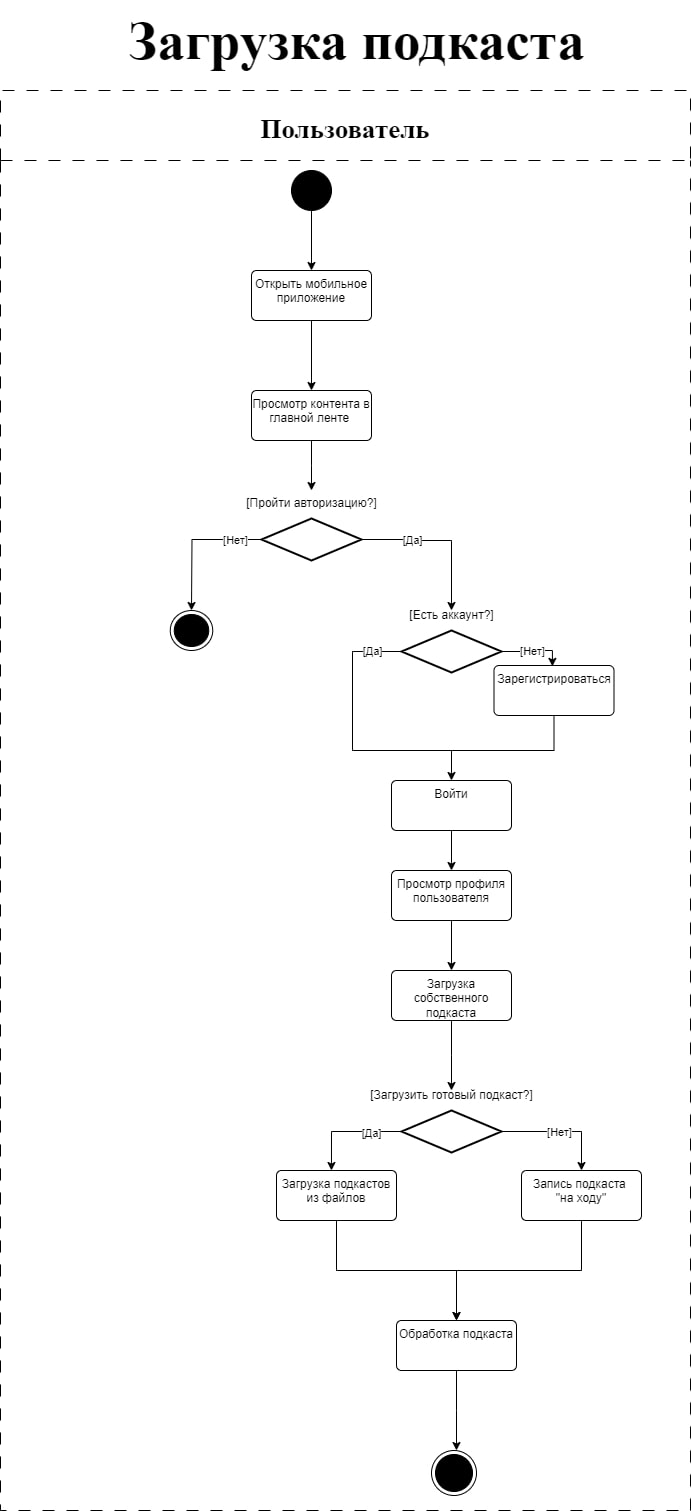 Загрузка подкаста
Пользователь
Открыть мобильное
приложение
Просмотр контента в
главной ленте
[Пройти авторизацию?]
[Нет]
[Да]
[Есть аккаунт?]
[Да]
[Нет]
Зарегистрироваться
Войти
Просмотр профиля
пользователя
Загрузка
собственного
подкаста
[Загрузить готовый подкаст?]
[Да]
[Нет]
Загрузка подкастов
из файлов
Запись подкаста
"на ходу"
Обработка подкаста